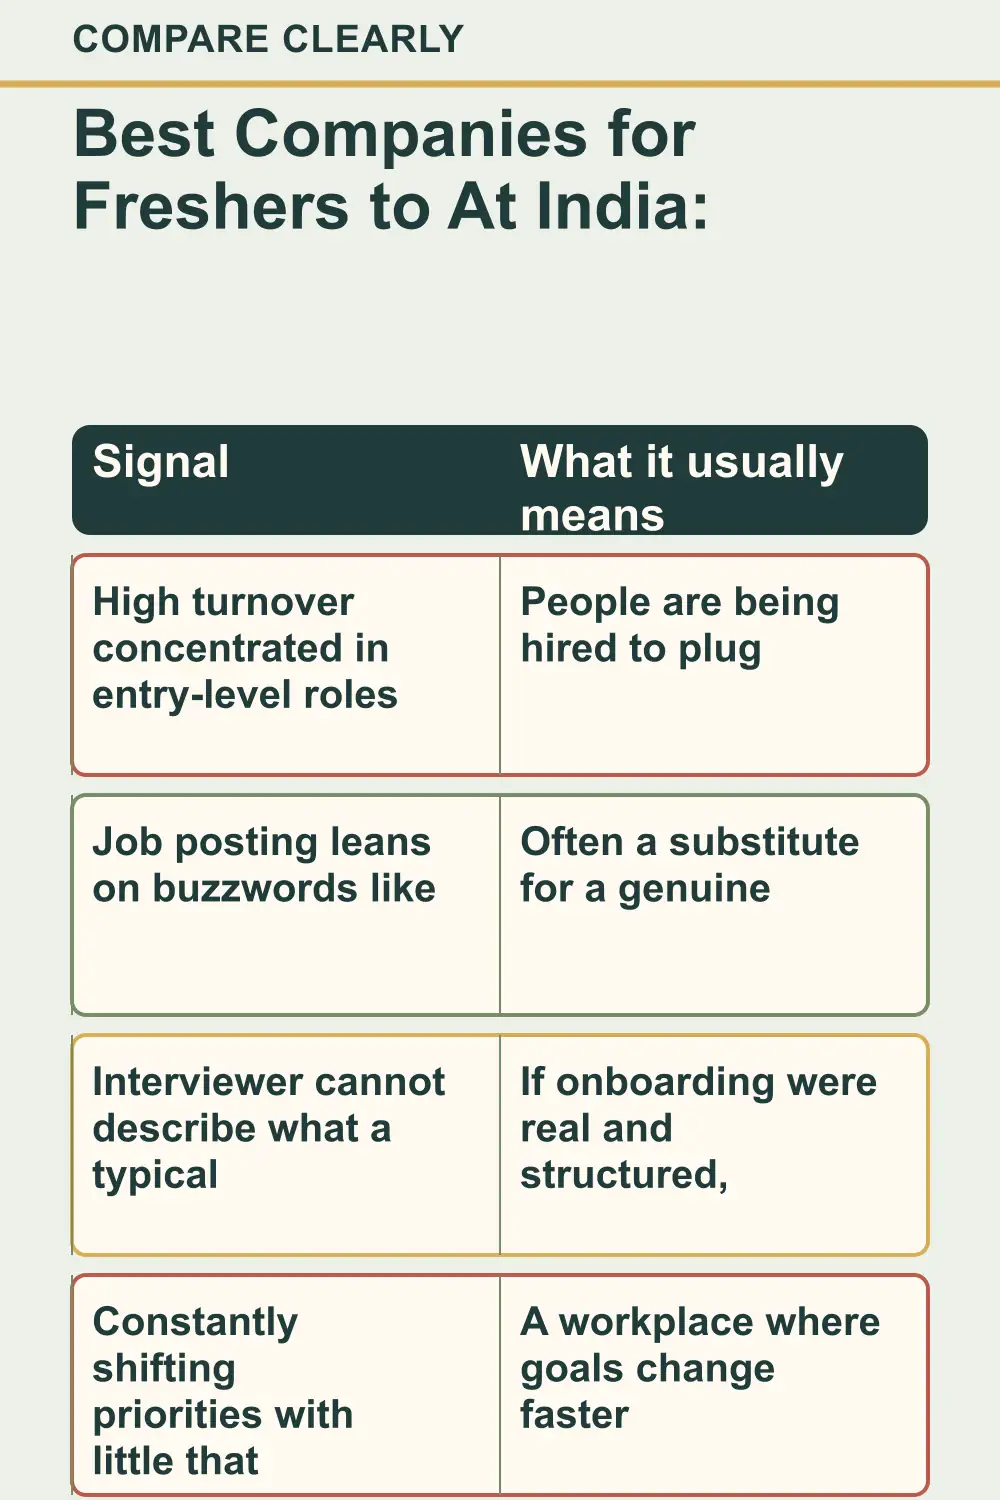 COMPARE CLEARLY
Best Companies for
Freshers to At India:
Signal
What it usually
means
High turnover
concentrated in
entry-level roles
People are being
hired to plug
Job posting leans
on buzzwords like
Often a substitute
for a genuine
Interviewer cannot
describe what a
typical
If onboarding were
real and
structured,
Constantly
shifting
priorities with
little that
A workplace where
goals change
faster